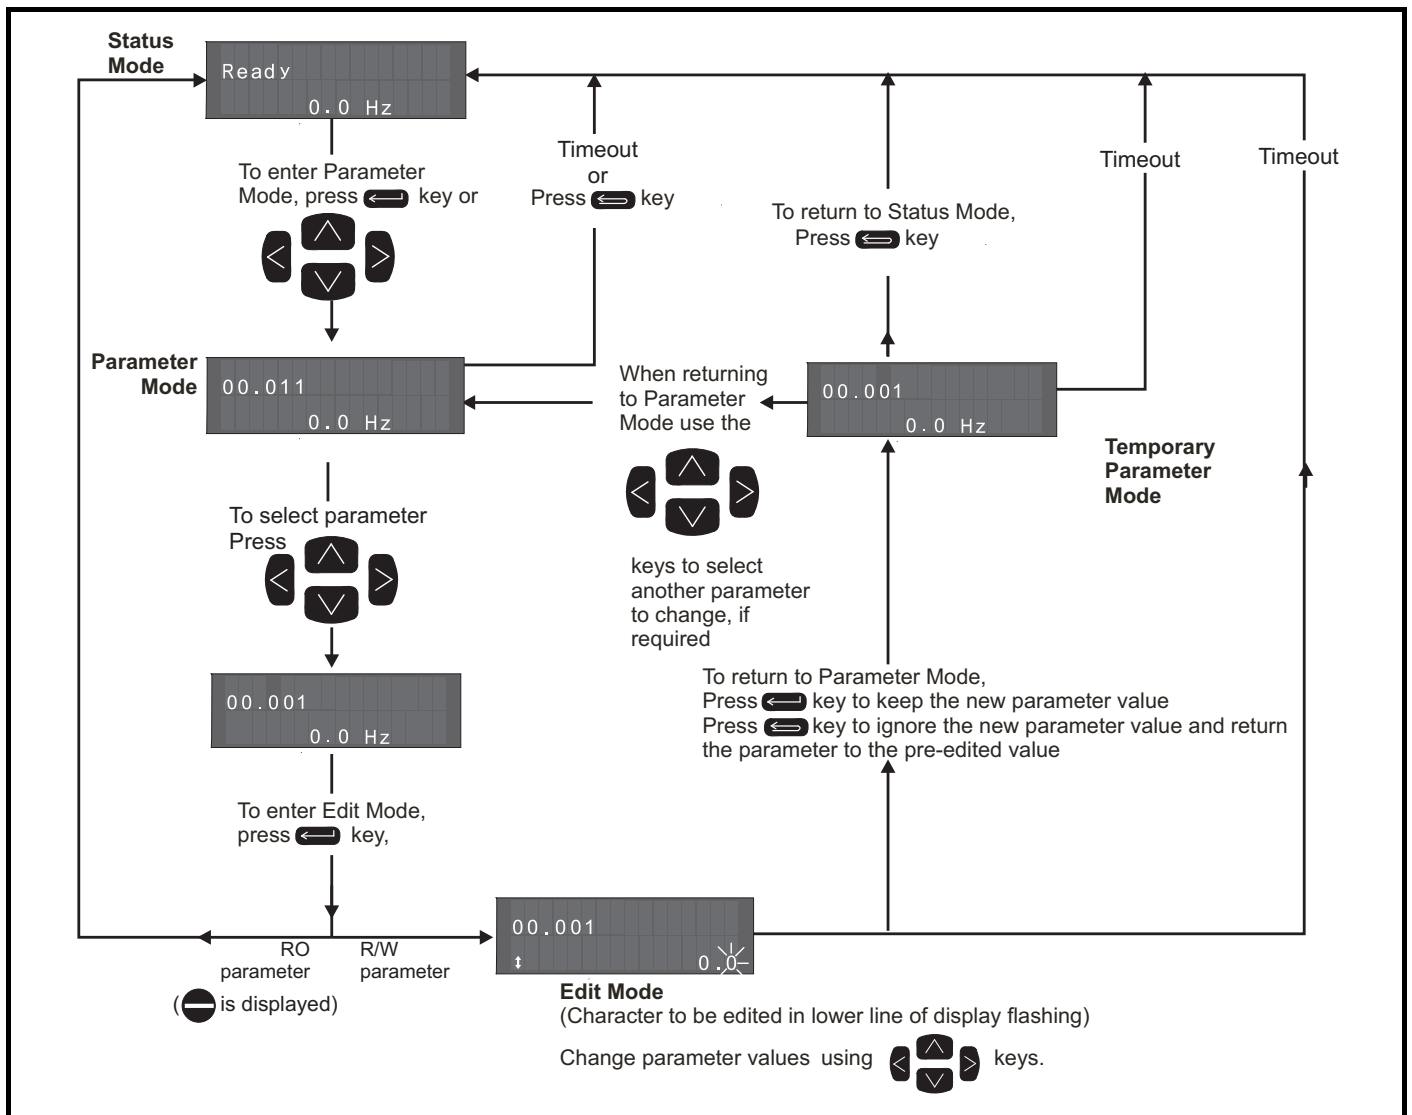 Status
Mode
Ready
0.0 Hz
To enter Parameter
Mode, press key or
Timeout
or
Press key
To return to Status Mode,
Press key
Timeout
Timeout
Parameter
Mode
00.011
0.0 Hz
When returning
to Parameter
Mode use the
keys to select
another parameter
to change, if
required
00.001
0.0 Hz
Temporary
Parameter
Mode
To select parameter
Press
00.001
0.0 Hz
To return to Parameter Mode,
Press key to keep the new parameter value
Press key to ignore the new parameter value and return
the parameter to the pre-edited value
To enter Edit Mode,
press key,
RO
parameter
R/W
parameter
( is displayed)
00.001
0.0
Edit Mode
(Character to be edited in lower line of display flashing)
Change parameter values using keys.